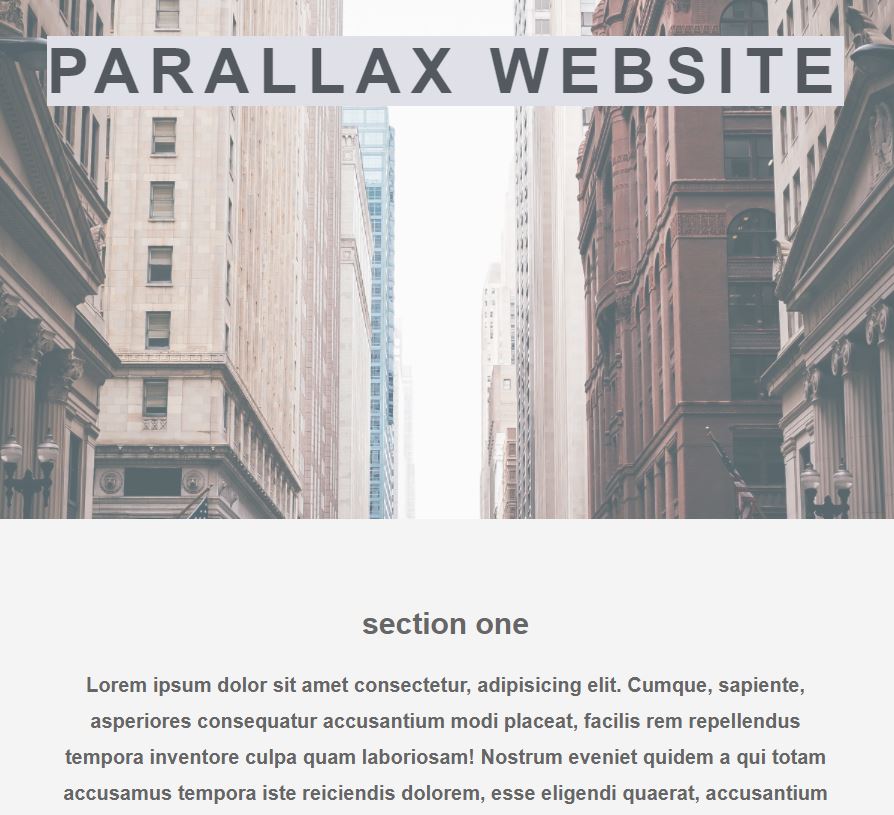 PARALLAX WEBSITE
section one
Lorem ipsum dolor sit amet consectetur, adipisicing elit. Cumque, sapiente,
asperiores consequatur accusantium modi placeat, facilis rem repellendus
tempora inventore culpa quam laboriosam! Nostrum eveniet quidem a qui totam
accusamus tempora iste reiciendis dolorem, esse eligendi quaerat, accusantium